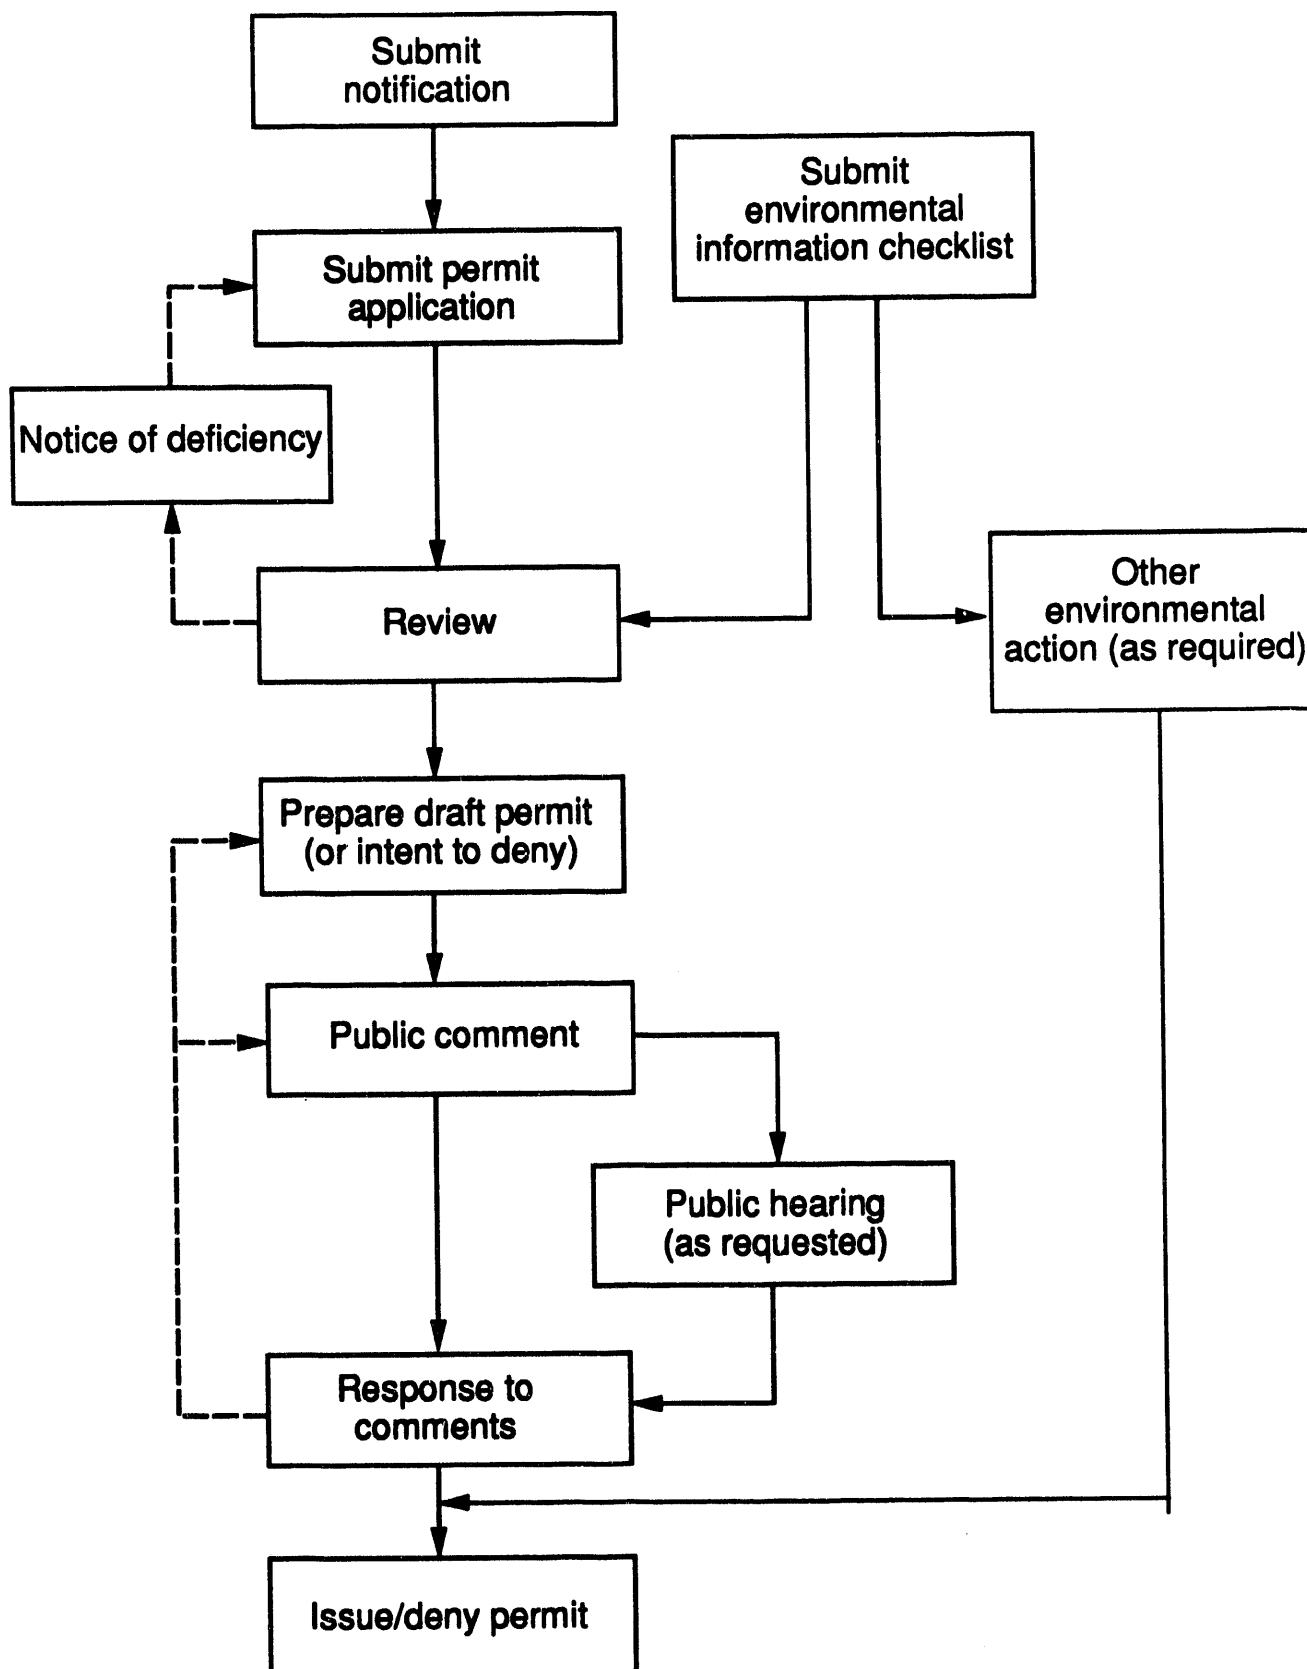 Submit
notification
Submit
environmental
information checklist
Submit permit
application
Notice of deficiency
Other
environmental
action (as required)
Review
Prepare draft permit
(or intent to deny)
Public comment
Public hearing
(as requested)
Response to
comments
Issue/deny permit